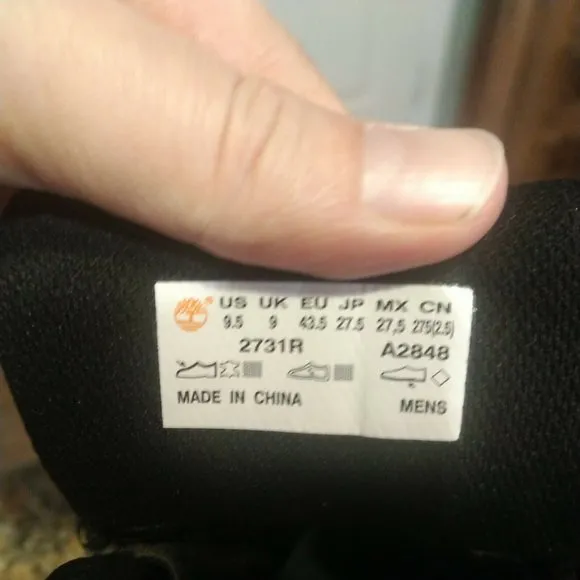 US UK EU JP MX CN
9.5 9 43.5 27.5 27,5 275(2.5)
2731R A2848
MADE IN CHINA MENS